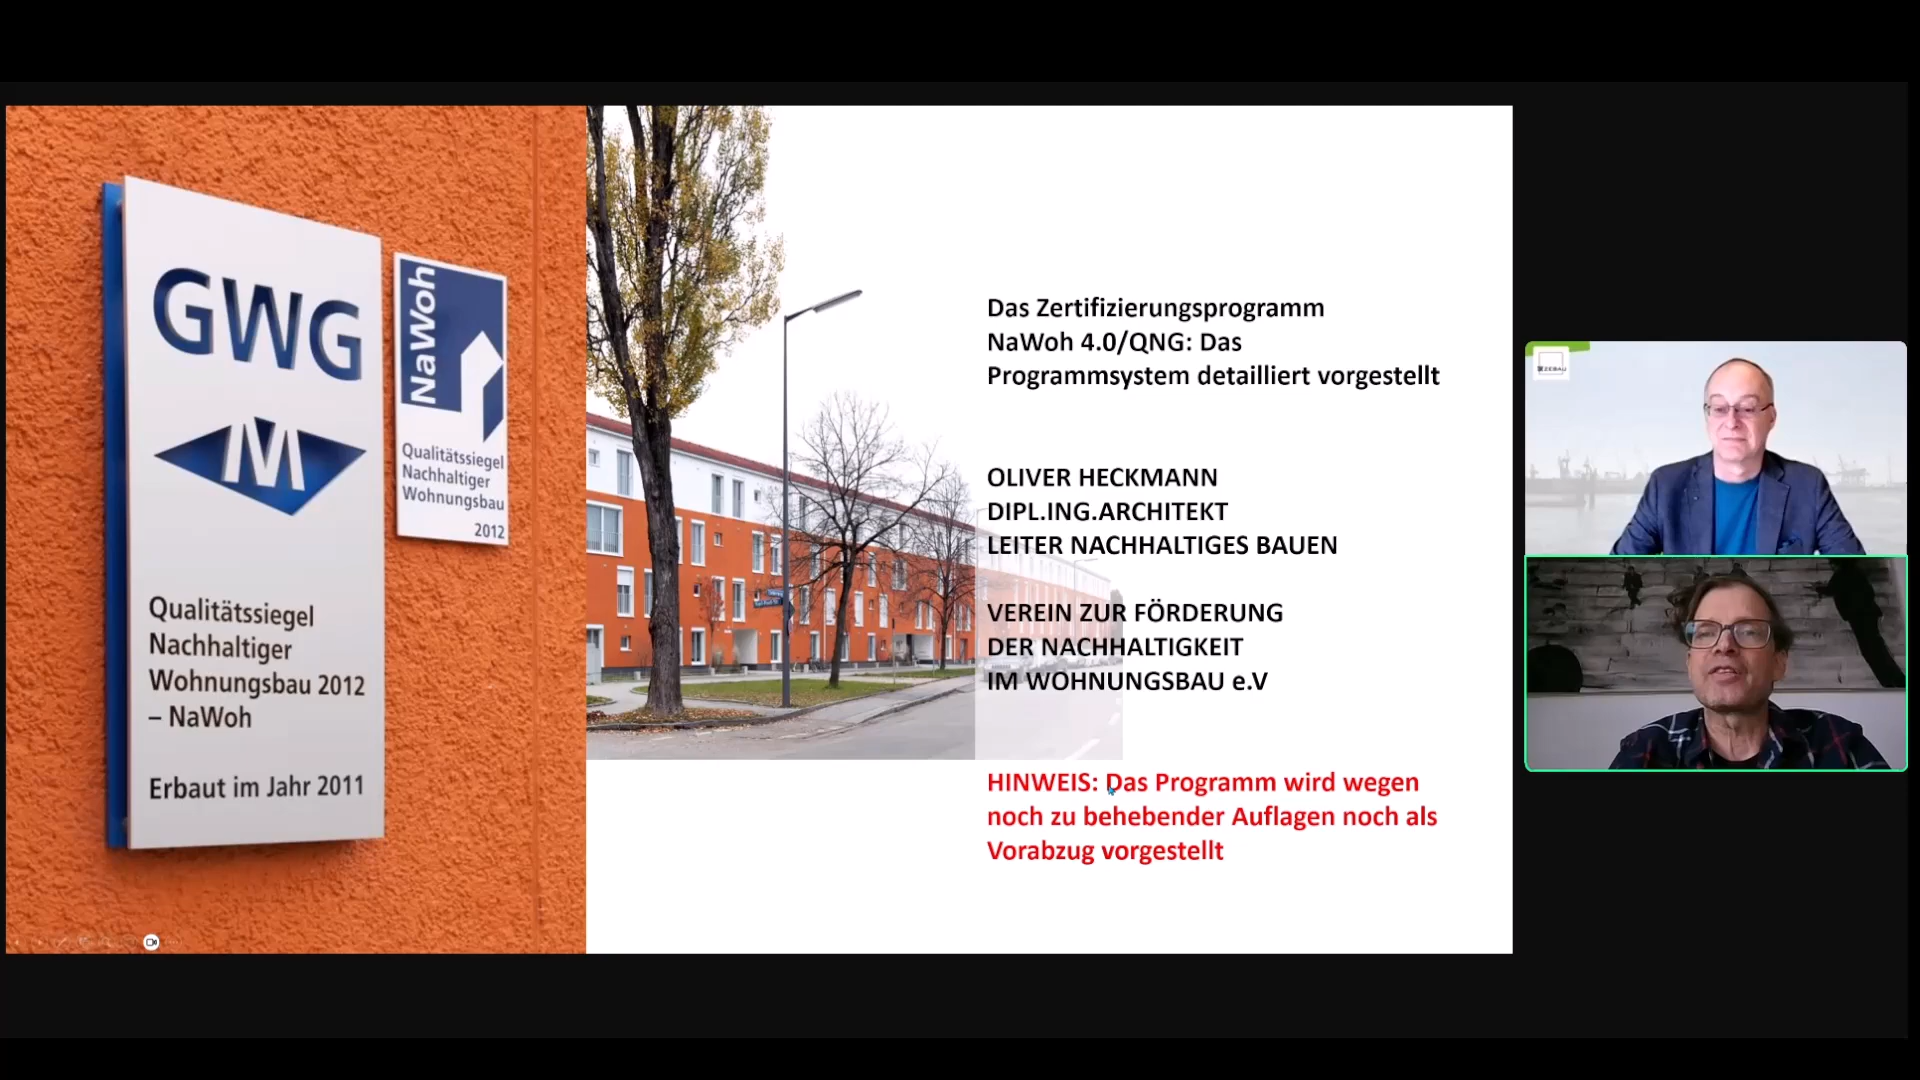 GWG
M
Qualitätssiegel
Nachhaltiger
Wohnungsbau 2012
– NaWoh
Erbaut im Jahr 2011
NaWoh
Qualitätssiegel
Nachhaltiger
Wohnungsbau
2012
Das Zertifizierungsprogramm
NaWoh 4.0/QNG: Das
Programmsystem detailliert vorgestellt
OLIVER HECKMANN
DIPL.ING.ARCHITEKT
LEITER NACHHALTIGES BAUEN
VEREIN ZUR FÖRDERUNG
DER NACHHALTIGKEIT
IM WOHNUNGSBAU e.V
HINWEIS: Das Programm wird wegen
noch zu behebender Auflagen noch als
Vorabzug vorgestellt
ZEBAU